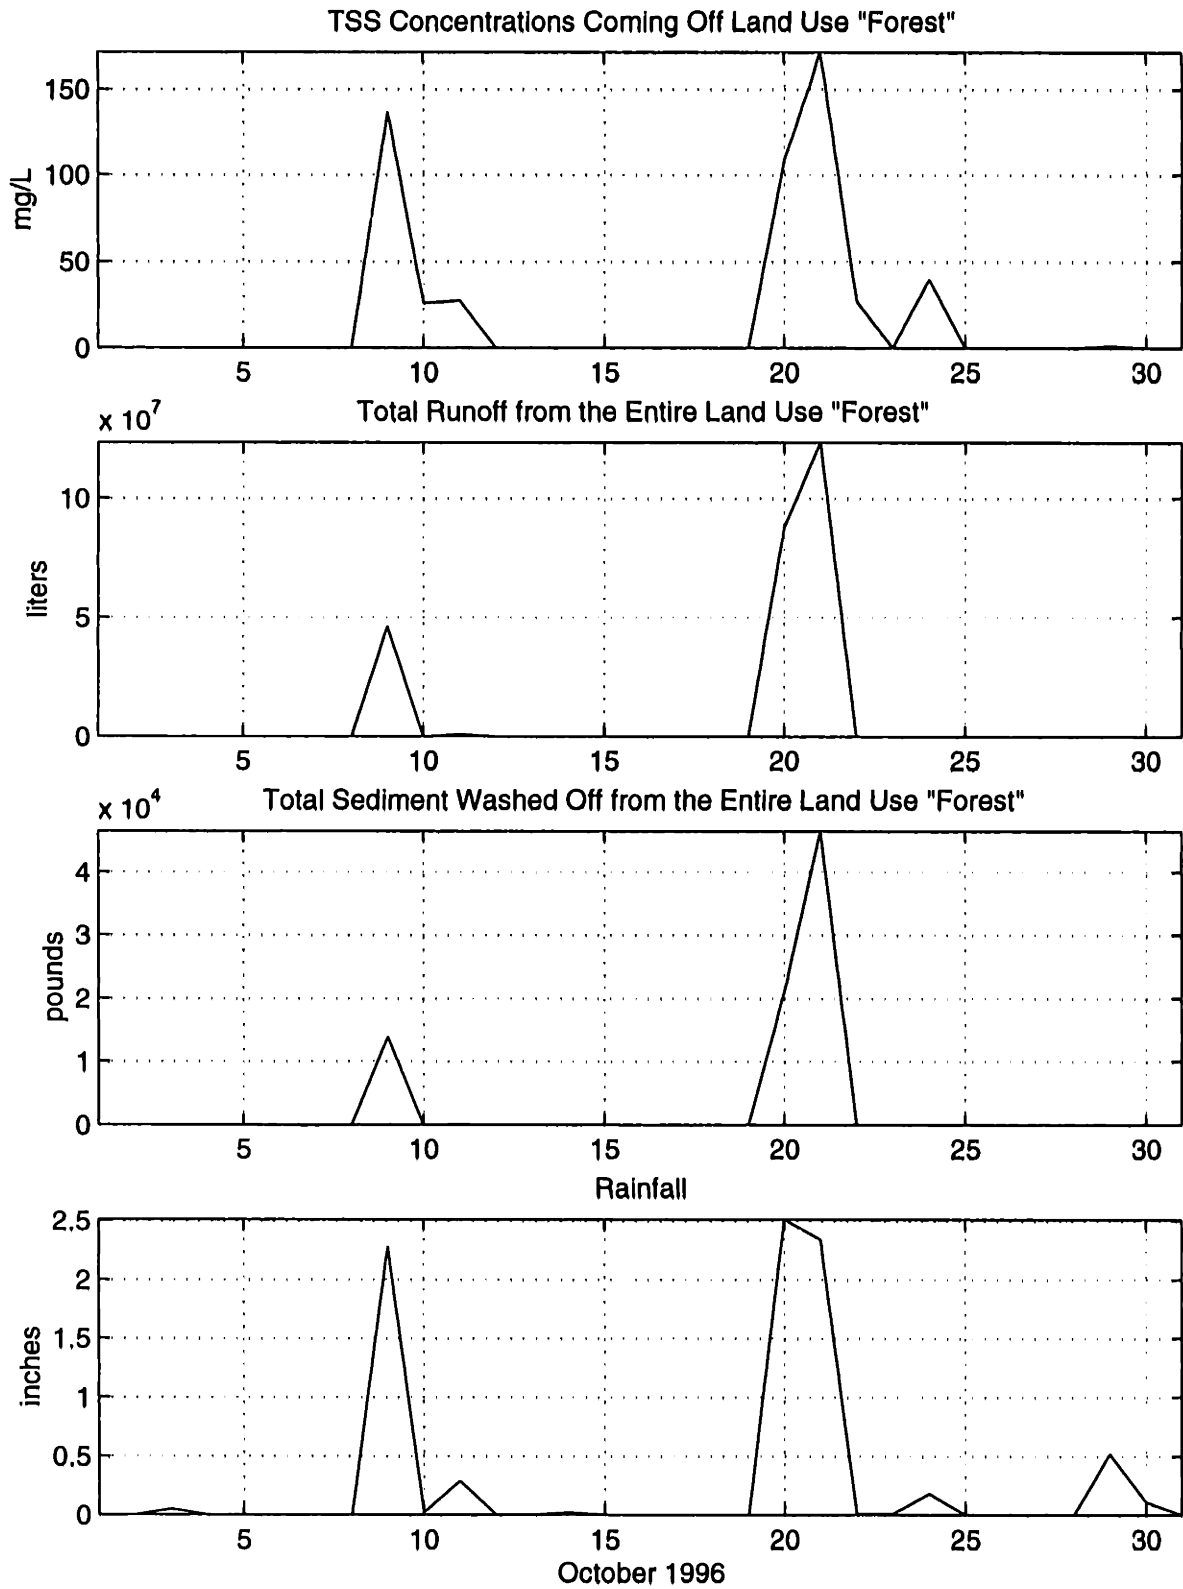 TSS Concentrations Coming Off Land Use "Forest"
150
100
50
0
mg/L
5 10 15 20 25 30
x 10^7
Total Runoff from the Entire Land Use "Forest"
10
5
0
liters
5 10 15 20 25 30
x 10^4
Total Sediment Washed Off from the Entire Land Use "Forest"
4
3
2
1
0
pounds
5 10 15 20 25 30
Rainfall
2.5
2
1.5
1
0.5
0
inches
5 10 15 20 25 30
October 1996